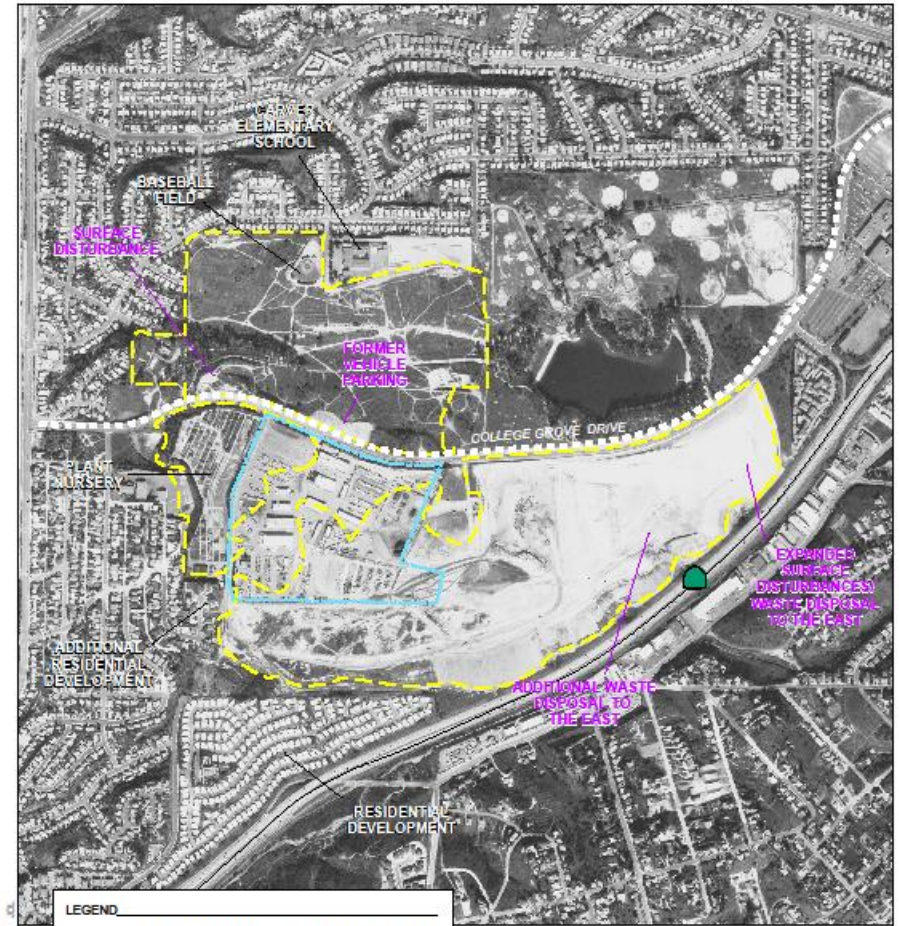 CARVER
ELEMENTARY
SCHOOL
BASEBALL
FIELD
SURFACE
DISTURBANCE
FORMER
VEHICLE
PARKING
COLLEGE GROVE DRIVE
PLANT
NURSERY
EXPANDED
SURFACE
DISTURBANCES/
WASTE DISPOSAL
TO THE EAST
ADDITIONAL
RESIDENTIAL
DEVELOPMENT
ADDITIONAL WASTE
DISPOSAL TO
THE EAST
RESIDENTIAL
DEVELOPMENT
LEGEND